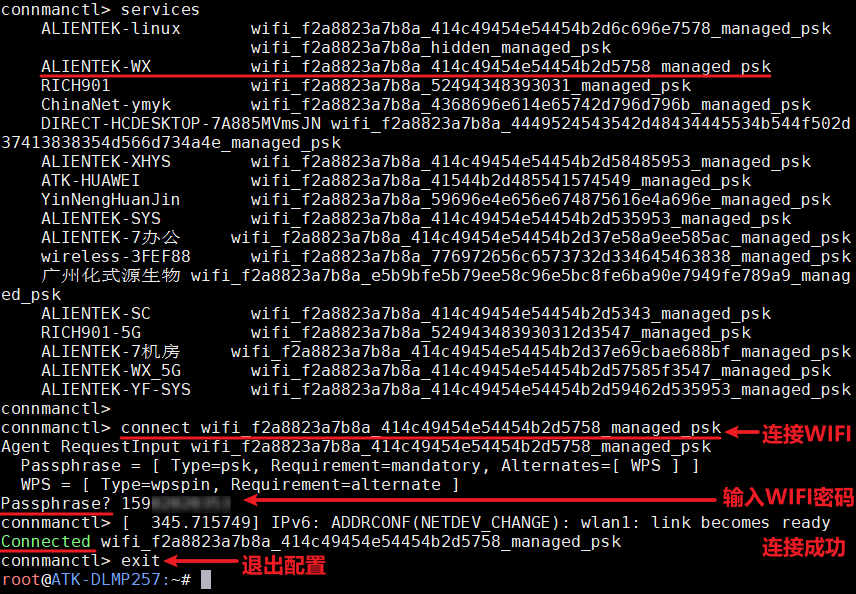 connmanctl> services
ALIENTEK-linux wifi_f2a8823a7b8a_414c49454e54454b2d6c696e7578_managed_psk
wifi_f2a8823a7b8a_hidden_managed_psk
ALIENTEK-WX wifi_f2a8823a7b8a_414c49454e54454b2d5758_managed_psk
RICH901 wifi_f2a8823a7b8a_52494348393031_managed_psk
ChinaNet-ymyk wifi_f2a8823a7b8a_4368696e614e65742d796d796b_managed_psk
DIRECT-HCDESKTOP-7A885MVmsJN wifi_f2a8823a7b8a_4449524543542d48434445534b544f502d
37413838354d566d734a4e_managed_psk
ALIENTEK-XHYS wifi_f2a8823a7b8a_414c49454e54454b2d58485953_managed_psk
ATK-HUAWEI wifi_f2a8823a7b8a_41544b2d485541574549_managed_psk
YinNengHuanJin wifi_f2a8823a7b8a_59696e4e656e674875616e4a696e_managed_psk
ALIENTEK-SYS wifi_f2a8823a7b8a_414c49454e54454b2d535953_managed_psk
ALIENTEK-7办公 wifi_f2a8823a7b8a_414c49454e54454b2d37e58a9ee585ac_managed_psk
wireless-3FEF88 wifi_f2a8823a7b8a_776972656c6573732d334645463838_managed_psk
广州化式源生物 wifi_f2a8823a7b8a_e5b9bfe5b79ee58c96e5bc8fe6ba90e7949fe789a9_manag
ed_psk
ALIENTEK-SC wifi_f2a8823a7b8a_414c49454e54454b2d5343_managed_psk
RICH901-5G wifi_f2a8823a7b8a_524943483930312d3547_managed_psk
ALIENTEK-7机房 wifi_f2a8823a7b8a_414c49454e54454b2d37e69cbae688bf_managed_psk
ALIENTEK-WX_5G wifi_f2a8823a7b8a_414c49454e54454b2d57585f3547_managed_psk
ALIENTEK-YF-SYS wifi_f2a8823a7b8a_414c49454e54454b2d59462d535953_managed_psk
connmanctl>
connmanctl> connect wifi_f2a8823a7b8a_414c49454e54454b2d5758_managed_psk 连接WIFI
Agent RequestInput wifi_f2a8823a7b8a_414c49454e54454b2d5758_managed_psk
Passphrase = [ Type=psk, Requirement=mandatory, Alternates=[ WPS ] ]
WPS = [ Type=wpspin, Requirement=alternate ]
Passphrase? 159 输入WIFI密码
connmanctl> [ 345.715749] IPv6: ADDRCONF(NETDEV_CHANGE): wlan1: link becomes ready
Connected wifi_f2a8823a7b8a_414c49454e54454b2d5758_managed_psk 连接成功
connmanctl> exit 退出配置
root@ATK-DLMP257:~#